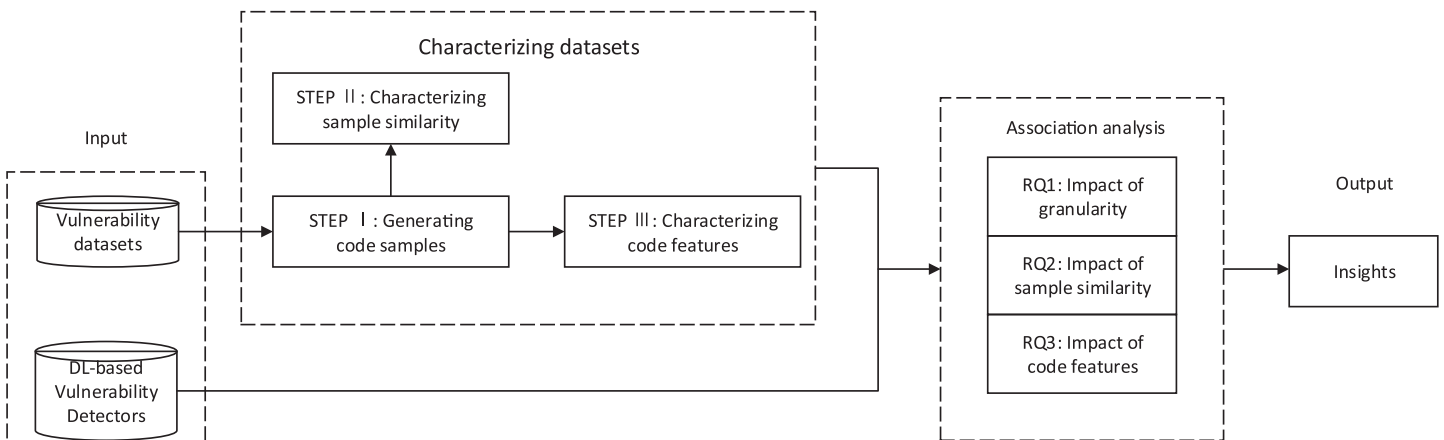 Input
Vulnerability
datasets
DL-based
Vulnerability
Detectors
Characterizing datasets
STEP Ⅱ: Characterizing
sample similarity
STEP Ⅰ: Generating
code samples
STEP Ⅲ: Characterizing
code features
Association analysis
RQ1: Impact of
granularity
RQ2: Impact of
sample similarity
RQ3: Impact of
code features
Output
Insights